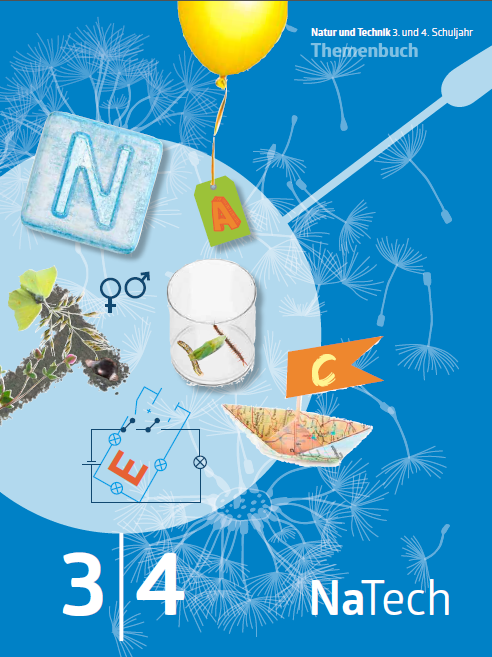 Natur und Technik 3. und 4. Schuljahr
Themenbuch
N
A
C
E
3|4
NaTech